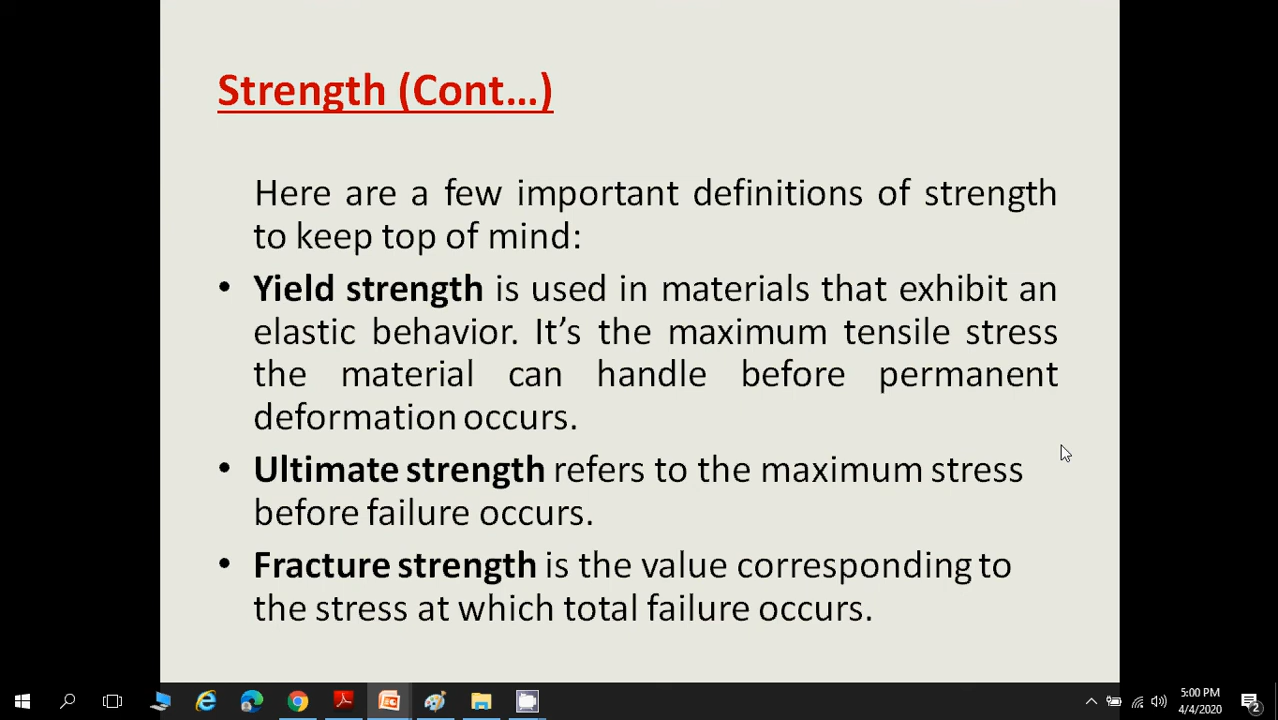 Strength (Cont...)
Here are a few important definitions of strength
to keep top of mind:
• Yield strength is used in materials that exhibit an
elastic behavior. It’s the maximum tensile stress
the material can handle before permanent
deformation occurs.
• Ultimate strength refers to the maximum stress
before failure occurs.
• Fracture strength is the value corresponding to
the stress at which total failure occurs.
5:00 PM
4/4/2020
2